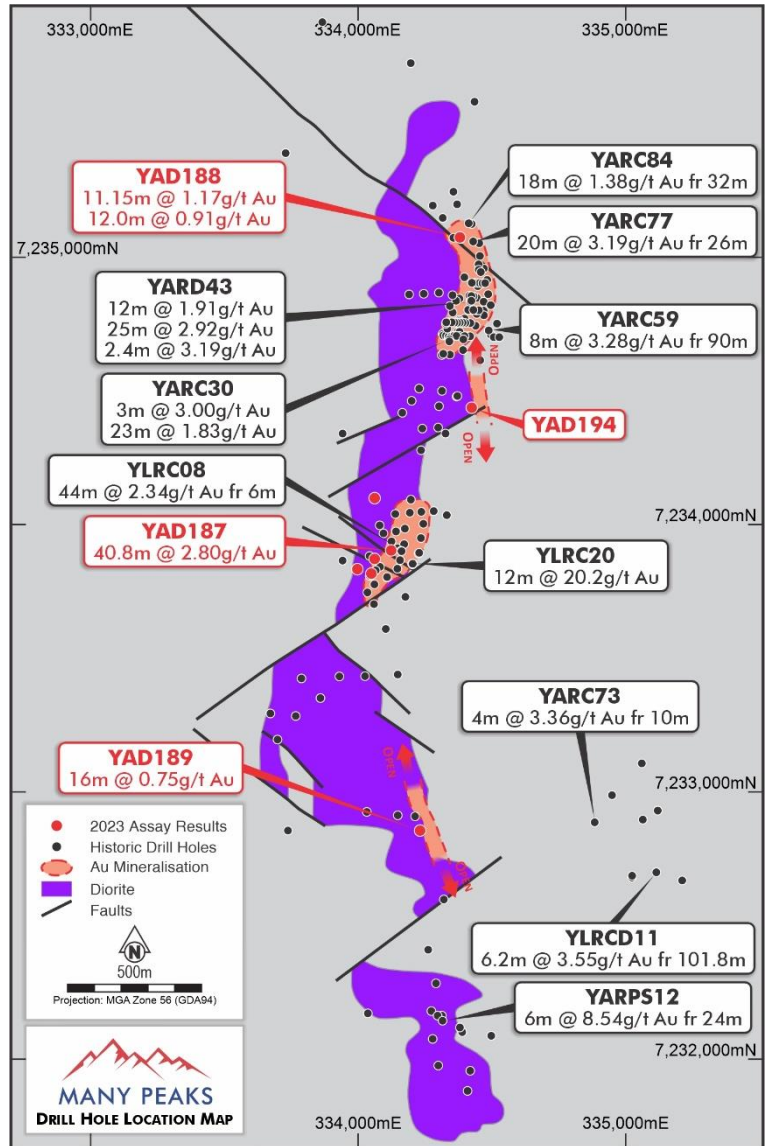 333,000mE
334,000mE
335,000mE
YARC84
18m @ 1.38g/t Au fr 32m
YAD188
11.15m @ 1.17g/t Au
12.0m @ 0.91g/t Au
YARC77
20m @ 3.19g/t Au fr 26m
7,235,000mN
YARD43
12m @ 1.91g/t Au
25m @ 2.92g/t Au
2.4m @ 3.19g/t Au
YARC59
8m @ 3.28g/t Au fr 90m
OPEN
YARC30
3m @ 3.00g/t Au
23m @ 1.83g/t Au
YAD194
OPEN
YLRC08
44m @ 2.34g/t Au fr 6m
7,234,000mN
YAD187
40.8m @ 2.80g/t Au
YLRC20
12m @ 20.2g/t Au
YARC73
4m @ 3.36g/t Au fr 10m
YAD189
16m @ 0.75g/t Au
OPEN
7,233,000mN
OPEN
2023 Assay Results
Historic Drill Holes
Au Mineralisation
Diorite
Faults
N
500m
Projection: MGA Zone 56 (GDA94)
YLRCD11
6.2m @ 3.55g/t Au fr 101.8m
YARPS12
6m @ 8.54g/t Au fr 24m
7,232,000mN
MANY PEAKS
DRILL HOLE LOCATION MAP
334,000mE
335,000mE